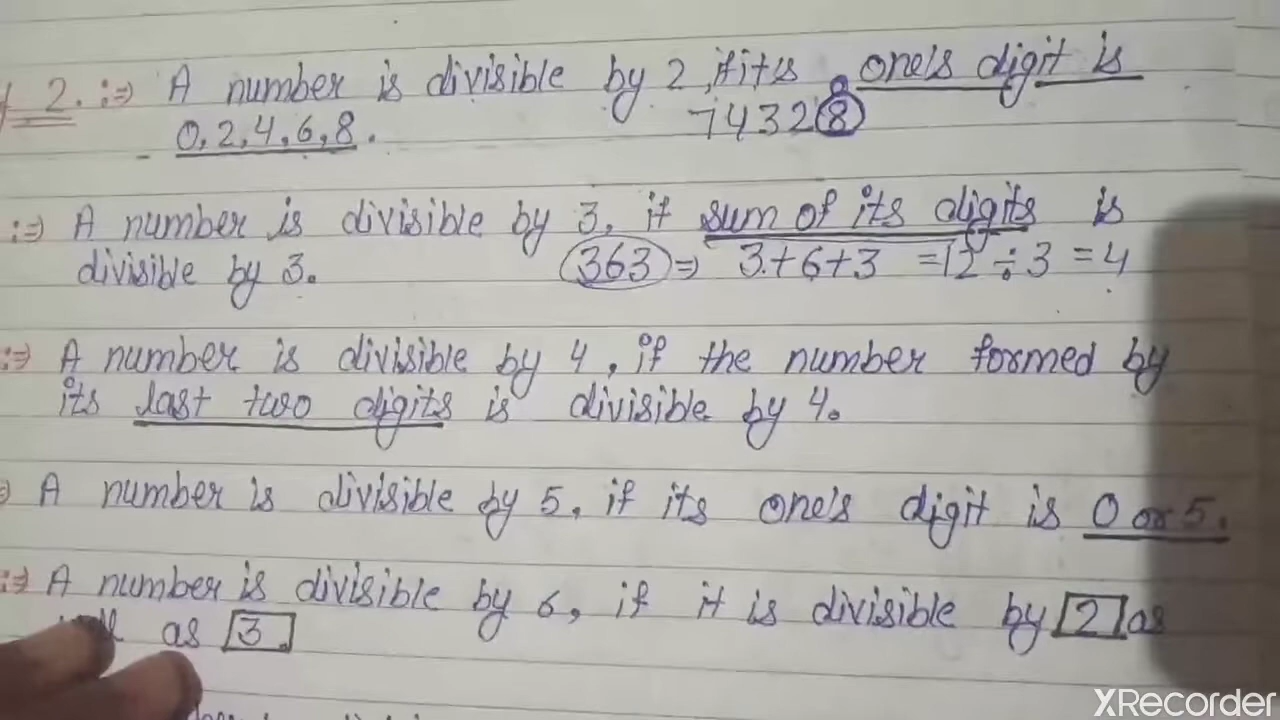 2. :⇒ A number is divisible by 2, if its one's digit is
0, 2, 4, 6, 8. 74328
:⇒ A number is divisible by 3, if sum of its digits is
divisible by 3. 363 ⇒ 3+6+3 =12÷3 =4
:⇒ A number is divisible by 4, if the number formed by
its last two digits is divisible by 4.
⇒ A number is divisible by 5, if its one's digit is 0 or 5.
:⇒ A number is divisible by 6, if it is divisible by 2 as
well as 3.
XRecorder